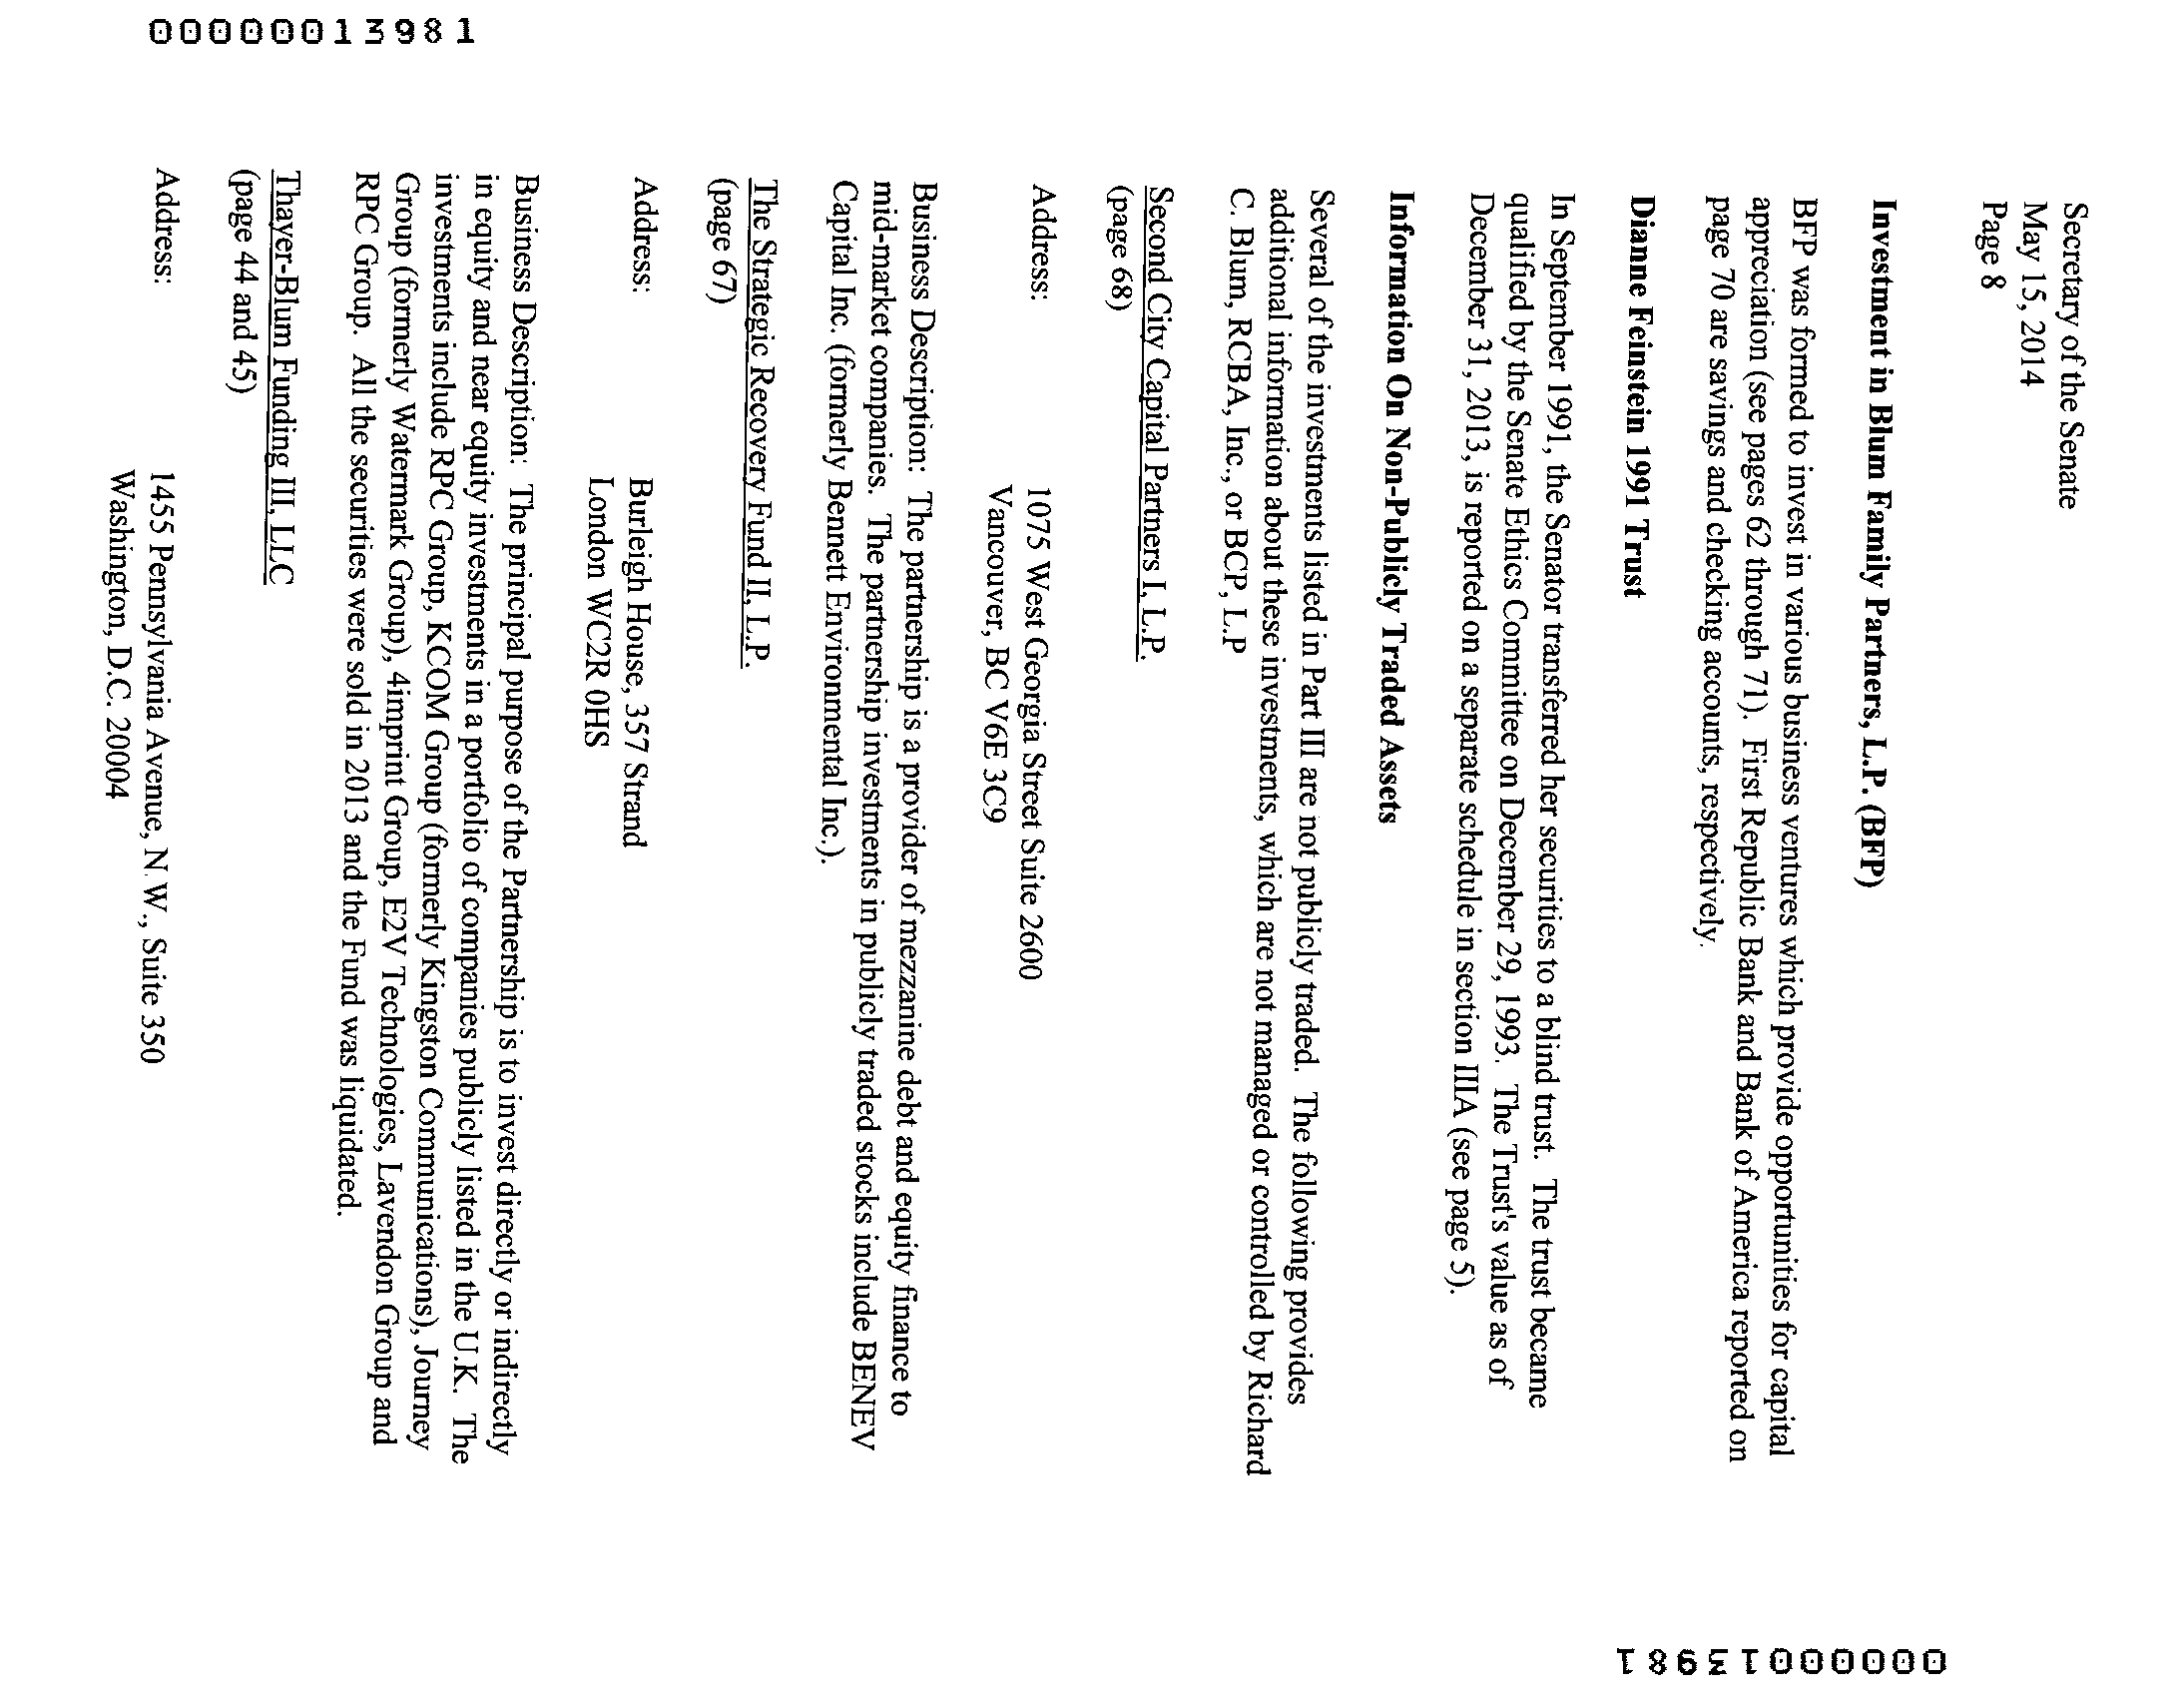 00000013981
Secretary of the Senate
May 15, 2014
Page 8
Investment in Blum Family Partners, L.P. (BFP)
BFP was formed to invest in various business ventures which provide opportunities for capital
appreciation (see pages 62 through 71). First Republic Bank and Bank of America reported on
page 70 are savings and checking accounts, respectively.
Dianne Feinstein 1991 Trust
In September 1991, the Senator transferred her securities to a blind trust. The trust became
qualified by the Senate Ethics Committee on December 29, 1993. The Trust's value as of
December 31, 2013, is reported on a separate schedule in section IIIA (see page 5).
Information On Non-Publicly Traded Assets
Several of the investments listed in Part III are not publicly traded. The following provides
additional information about these investments, which are not managed or controlled by Richard
C. Blum, RCBA, Inc., or BCP, L.P
Second City Capital Partners I, L.P.
(page 68)
Address: 1075 West Georgia Street Suite 2600
Vancouver, BC V6E 3C9
Business Description: The partnership is a provider of mezzanine debt and equity finance to
mid-market companies. The partnership investments in publicly traded stocks include BENEV
Capital Inc. (formerly Bennett Environmental Inc.).
The Strategic Recovery Fund II, L.P.
(page 67)
Address: Burleigh House, 357 Strand
London WC2R 0HS
Business Description: The principal purpose of the Partnership is to invest directly or indirectly
in equity and near equity investments in a portfolio of companies publicly listed in the U.K. The
investments include RPC Group, KCOM Group (formerly Kingston Communications), Journey
Group (formerly Watermark Group), 4imprint Group, E2V Technologies, Lavendon Group and
RPC Group. All the securities were sold in 2013 and the Fund was liquidated.
Thayer-Blum Funding III, LLC
(page 44 and 45)
Address: 1455 Pennsylvania Avenue, N.W., Suite 350
Washington, D.C. 20004
00000013981